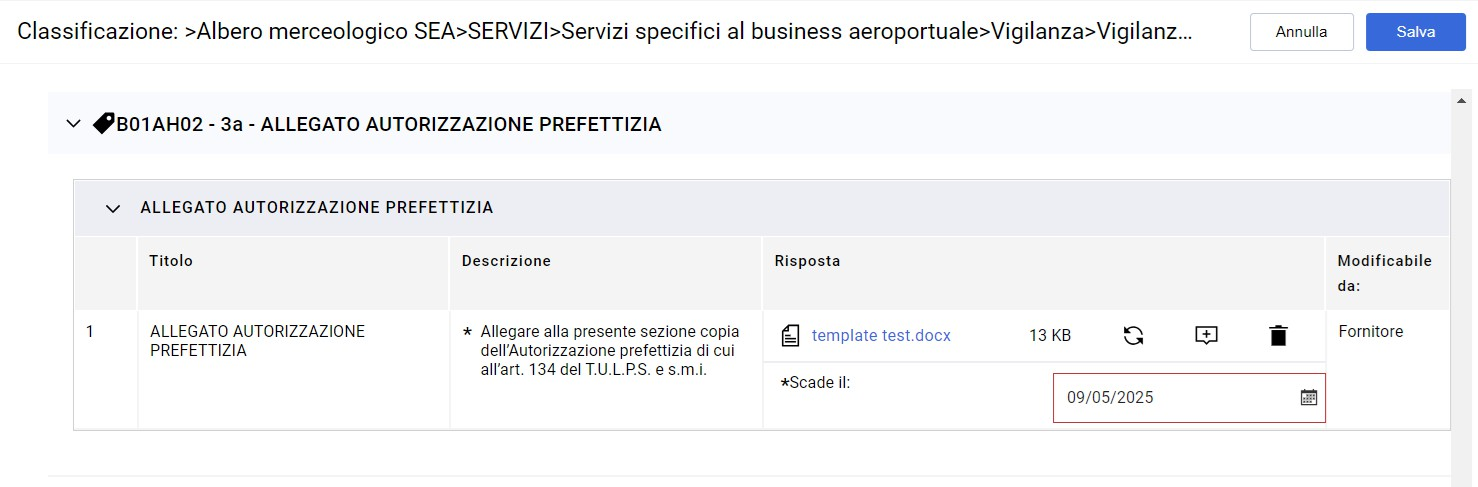 Classificazione: >Albero merceologico SEA>SERVIZI>Servizi specifici al business aeroportuale>Vigilanza>Vigilanz...
Annulla
Salva
B01AH02 - 3a - ALLEGATO AUTORIZZAZIONE PREFETTIZIA
ALLEGATO AUTORIZZAZIONE PREFETTIZIA
Titolo
Descrizione
Risposta
Modificabile
da:
1
ALLEGATO AUTORIZZAZIONE
PREFETTIZIA
* Allegare alla presente sezione copia
dell’Autorizzazione prefettizia di cui
all’art. 134 del T.U.L.P.S. e s.m.i.
template test.docx
13 KB
Fornitore
*Scade il:
09/05/2025